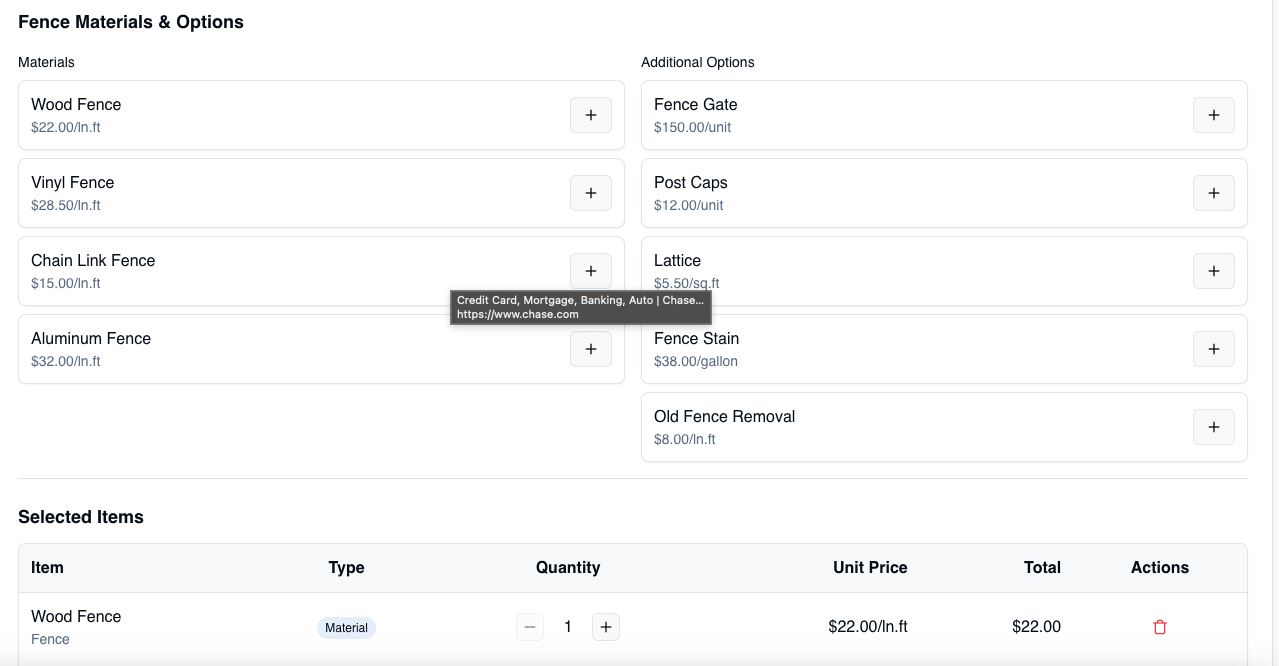 Fence Materials & Options
Materials
Wood Fence
$22.00/ln.ft
Vinyl Fence
$28.50/ln.ft
Chain Link Fence
$15.00/ln.ft
Aluminum Fence
$32.00/ln.ft
Additional Options
Fence Gate
$150.00/unit
Post Caps
$12.00/unit
Lattice
$5.50/sq.ft
Credit Card, Mortgage, Banking, Auto | Chase...
https://www.chase.com
Fence Stain
$38.00/gallon
Old Fence Removal
$8.00/ln.ft
Selected Items
Item Type Quantity Unit Price Total Actions
Wood Fence
Fence
Material 1 $22.00/ln.ft $22.00